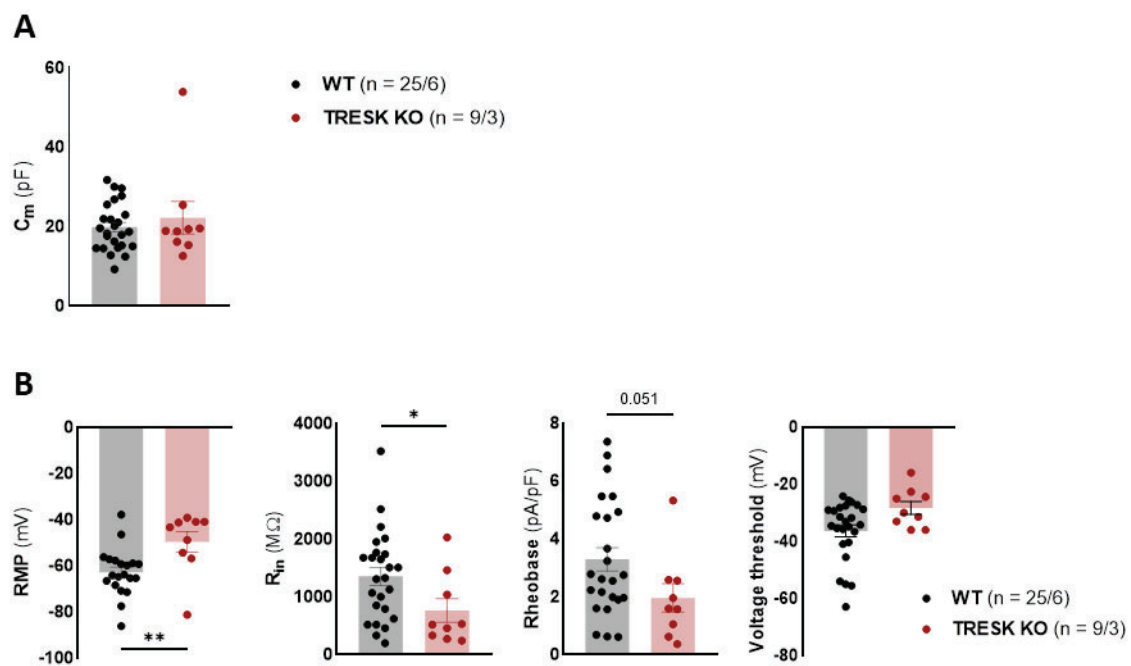 A
60
40
20
0
C_m (pF)
WT (n = 25/6)
TRESK KO (n = 9/3)
B
0
-20
-40
-60
-80
-100
RMP (mV)
**
4000
3000
2000
1000
0
R_in (MΩ)
*
8
6
4
2
0
Rheobase (pA/pF)
0.051
0
-20
-40
-60
-80
Voltage threshold (mV)
WT (n = 25/6)
TRESK KO (n = 9/3)